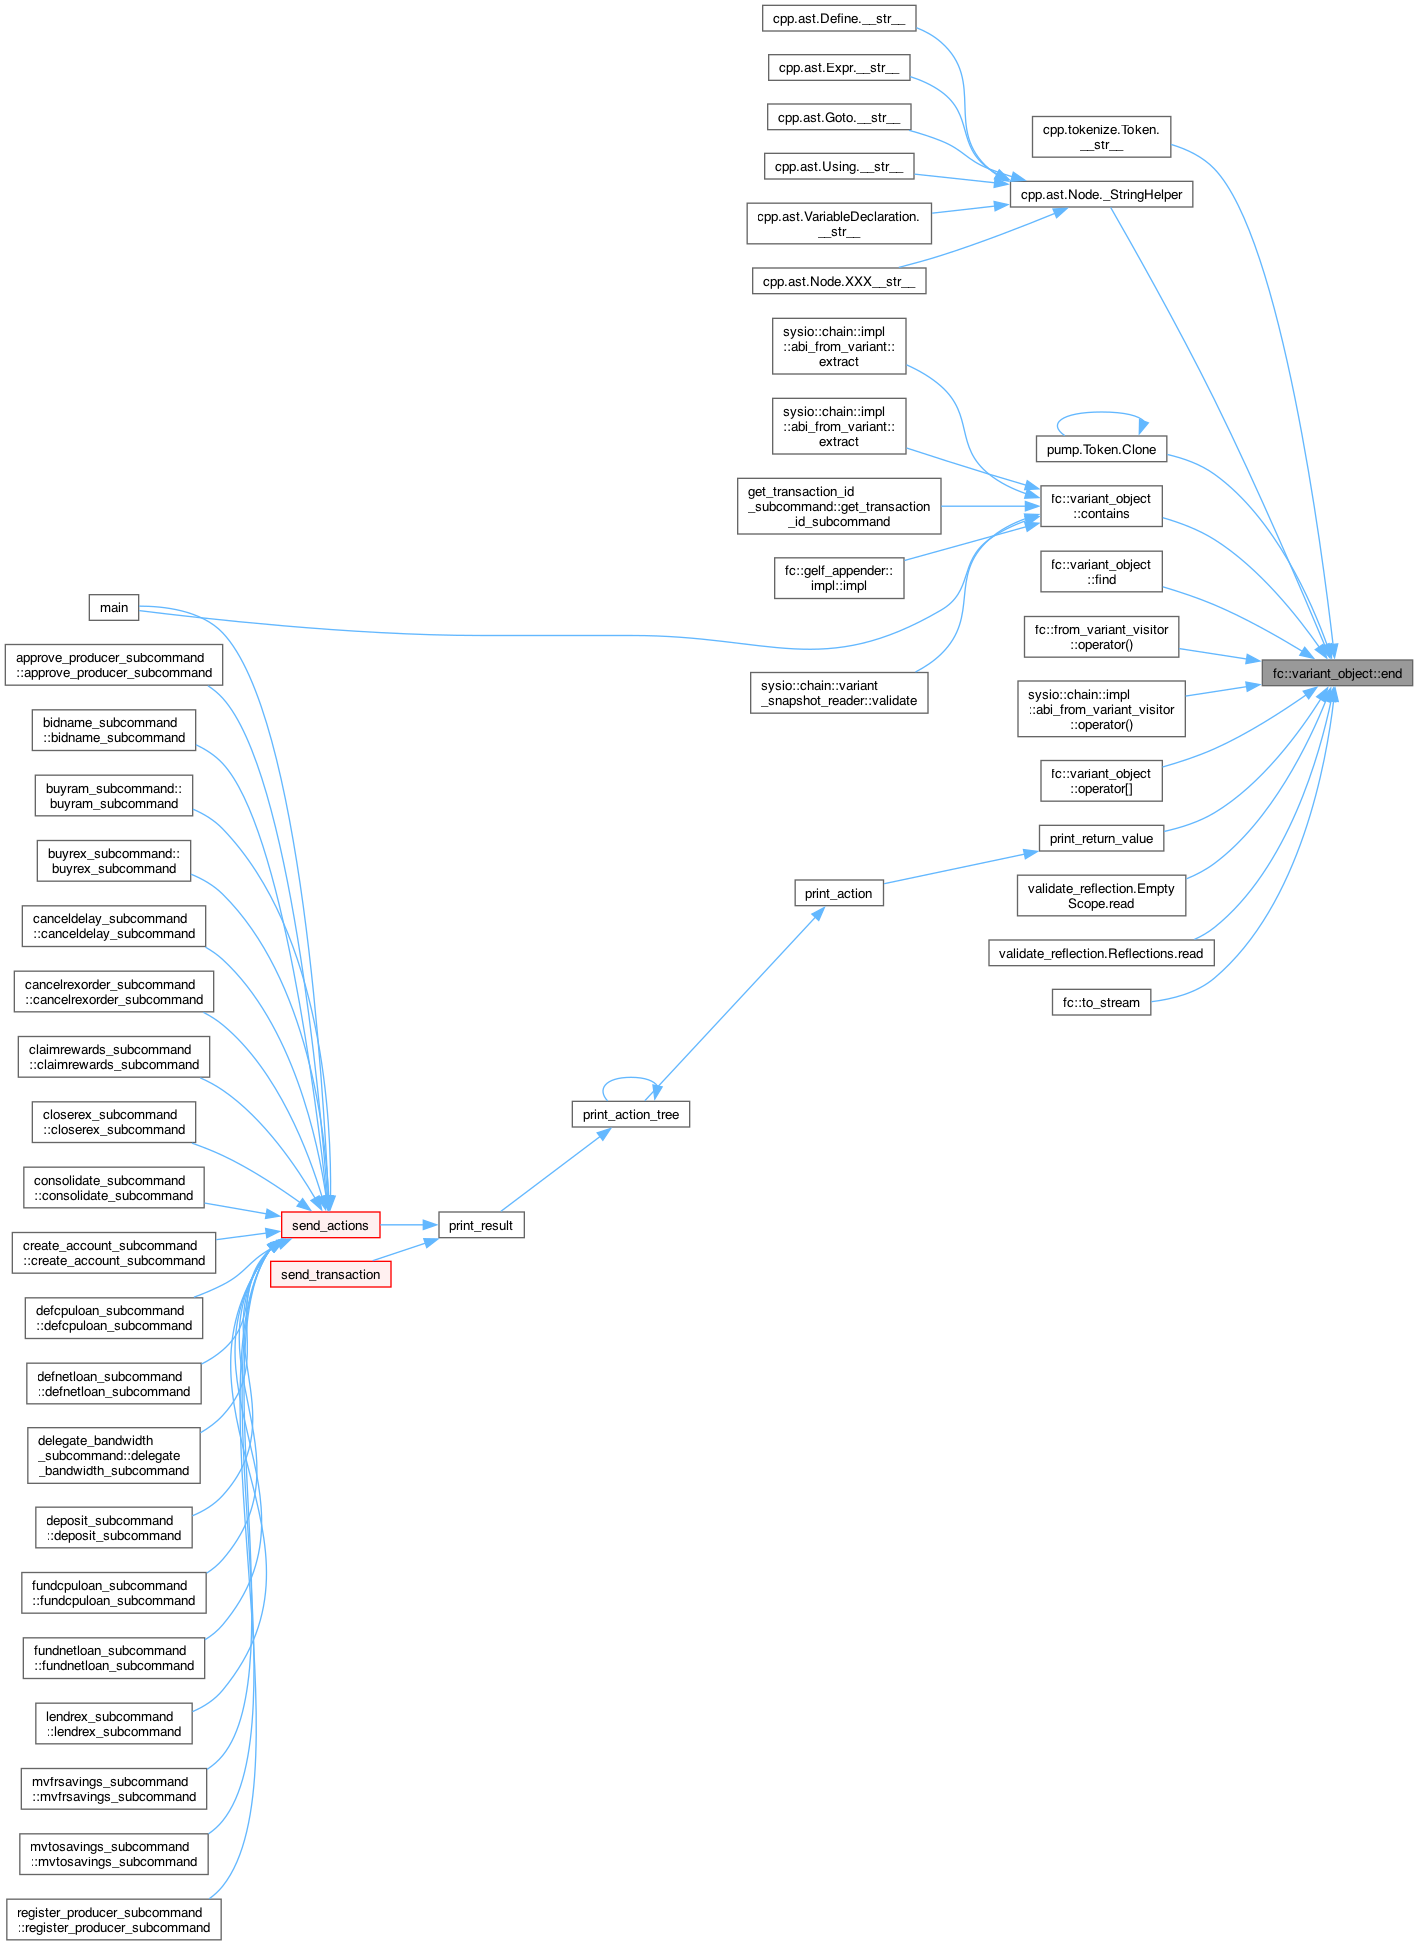 cpp.ast.Define.__str__
cpp.ast.Expr.__str__
cpp.ast.Goto.__str__
cpp.ast.Using.__str__
cpp.ast.VariableDeclaration.
__str__
cpp.ast.Node.XXX__str__
cpp.tokenize.Token.
__str__
cpp.ast.Node._StringHelper
sysio::chain::impl
::abi_from_variant::
extract
sysio::chain::impl
::abi_from_variant::
extract
get_transaction_id
_subcommand::get_transaction
_id_subcommand
fc::gelf_appender::
impl::impl
sysio::chain::variant
_snapshot_reader::validate
pump.Token.Clone
fc::variant_object
::contains
fc::variant_object
::find
fc::from_variant_visitor
::operator()
sysio::chain::impl
::abi_from_variant_visitor
::operator()
fc::variant_object
::operator[]
print_return_value
validate_reflection.Empty
Scope.read
validate_reflection.Reflections.read
fc::to_stream
fc::variant_object::end
print_action
print_action_tree
print_result
send_actions
send_transaction
main
approve_producer_subcommand
::approve_producer_subcommand
bidname_subcommand
::bidname_subcommand
buyram_subcommand::
buyram_subcommand
buyrex_subcommand::
buyrex_subcommand
canceldelay_subcommand
::canceldelay_subcommand
cancelrexorder_subcommand
::cancelrexorder_subcommand
claimrewards_subcommand
::claimrewards_subcommand
closerex_subcommand
::closerex_subcommand
consolidate_subcommand
::consolidate_subcommand
create_account_subcommand
::create_account_subcommand
defcpuloan_subcommand
::defcpuloan_subcommand
defnetloan_subcommand
::defnetloan_subcommand
delegate_bandwidth
_subcommand::delegate
_bandwidth_subcommand
deposit_subcommand
::deposit_subcommand
fundcpuloan_subcommand
::fundcpuloan_subcommand
fundnetloan_subcommand
::fundnetloan_subcommand
lendrex_subcommand
::lendrex_subcommand
mvfrsavings_subcommand
::mvfrsavings_subcommand
mvtosavings_subcommand
::mvtosavings_subcommand
register_producer_subcommand
::register_producer_subcommand